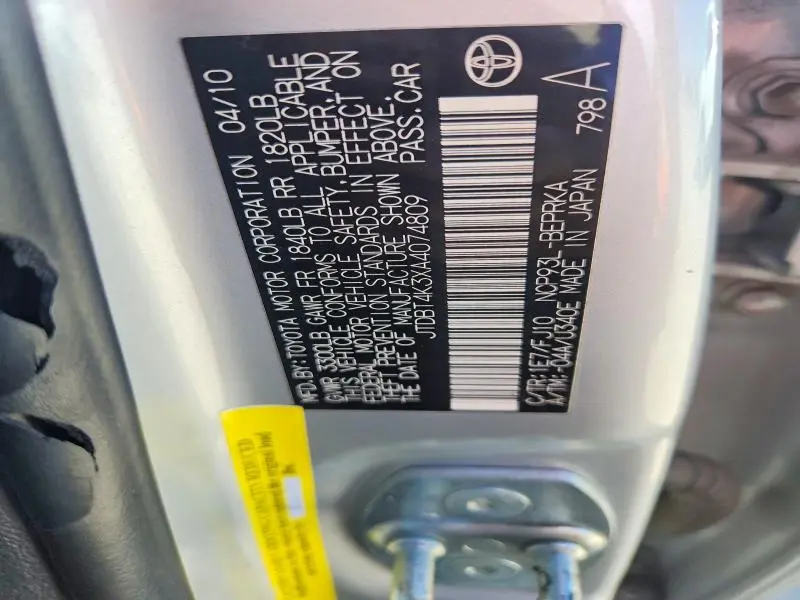 MFD.BY:TOYOTA MOTOR CORPORATION 04/10
GVWR 3300LB GAWR FR 1840LB RR 1820LB
THIS VEHICLE CONFORMS TO ALL APPLICABLE
FEDERAL MOTOR VEHICLE SAFETY,BUMPER,AND
THEFT PREVENTION STANDARDS IN EFFECT ON
THE DATE OF MANUFACTURE SHOWN ABOVE.
JTDBT4K3XA4074809 PASS.CAR
C/TR:1E7/FJ10 NCP93L-BEPRKA
A/TM:-04A/U340E MADE IN JAPAN 798 A